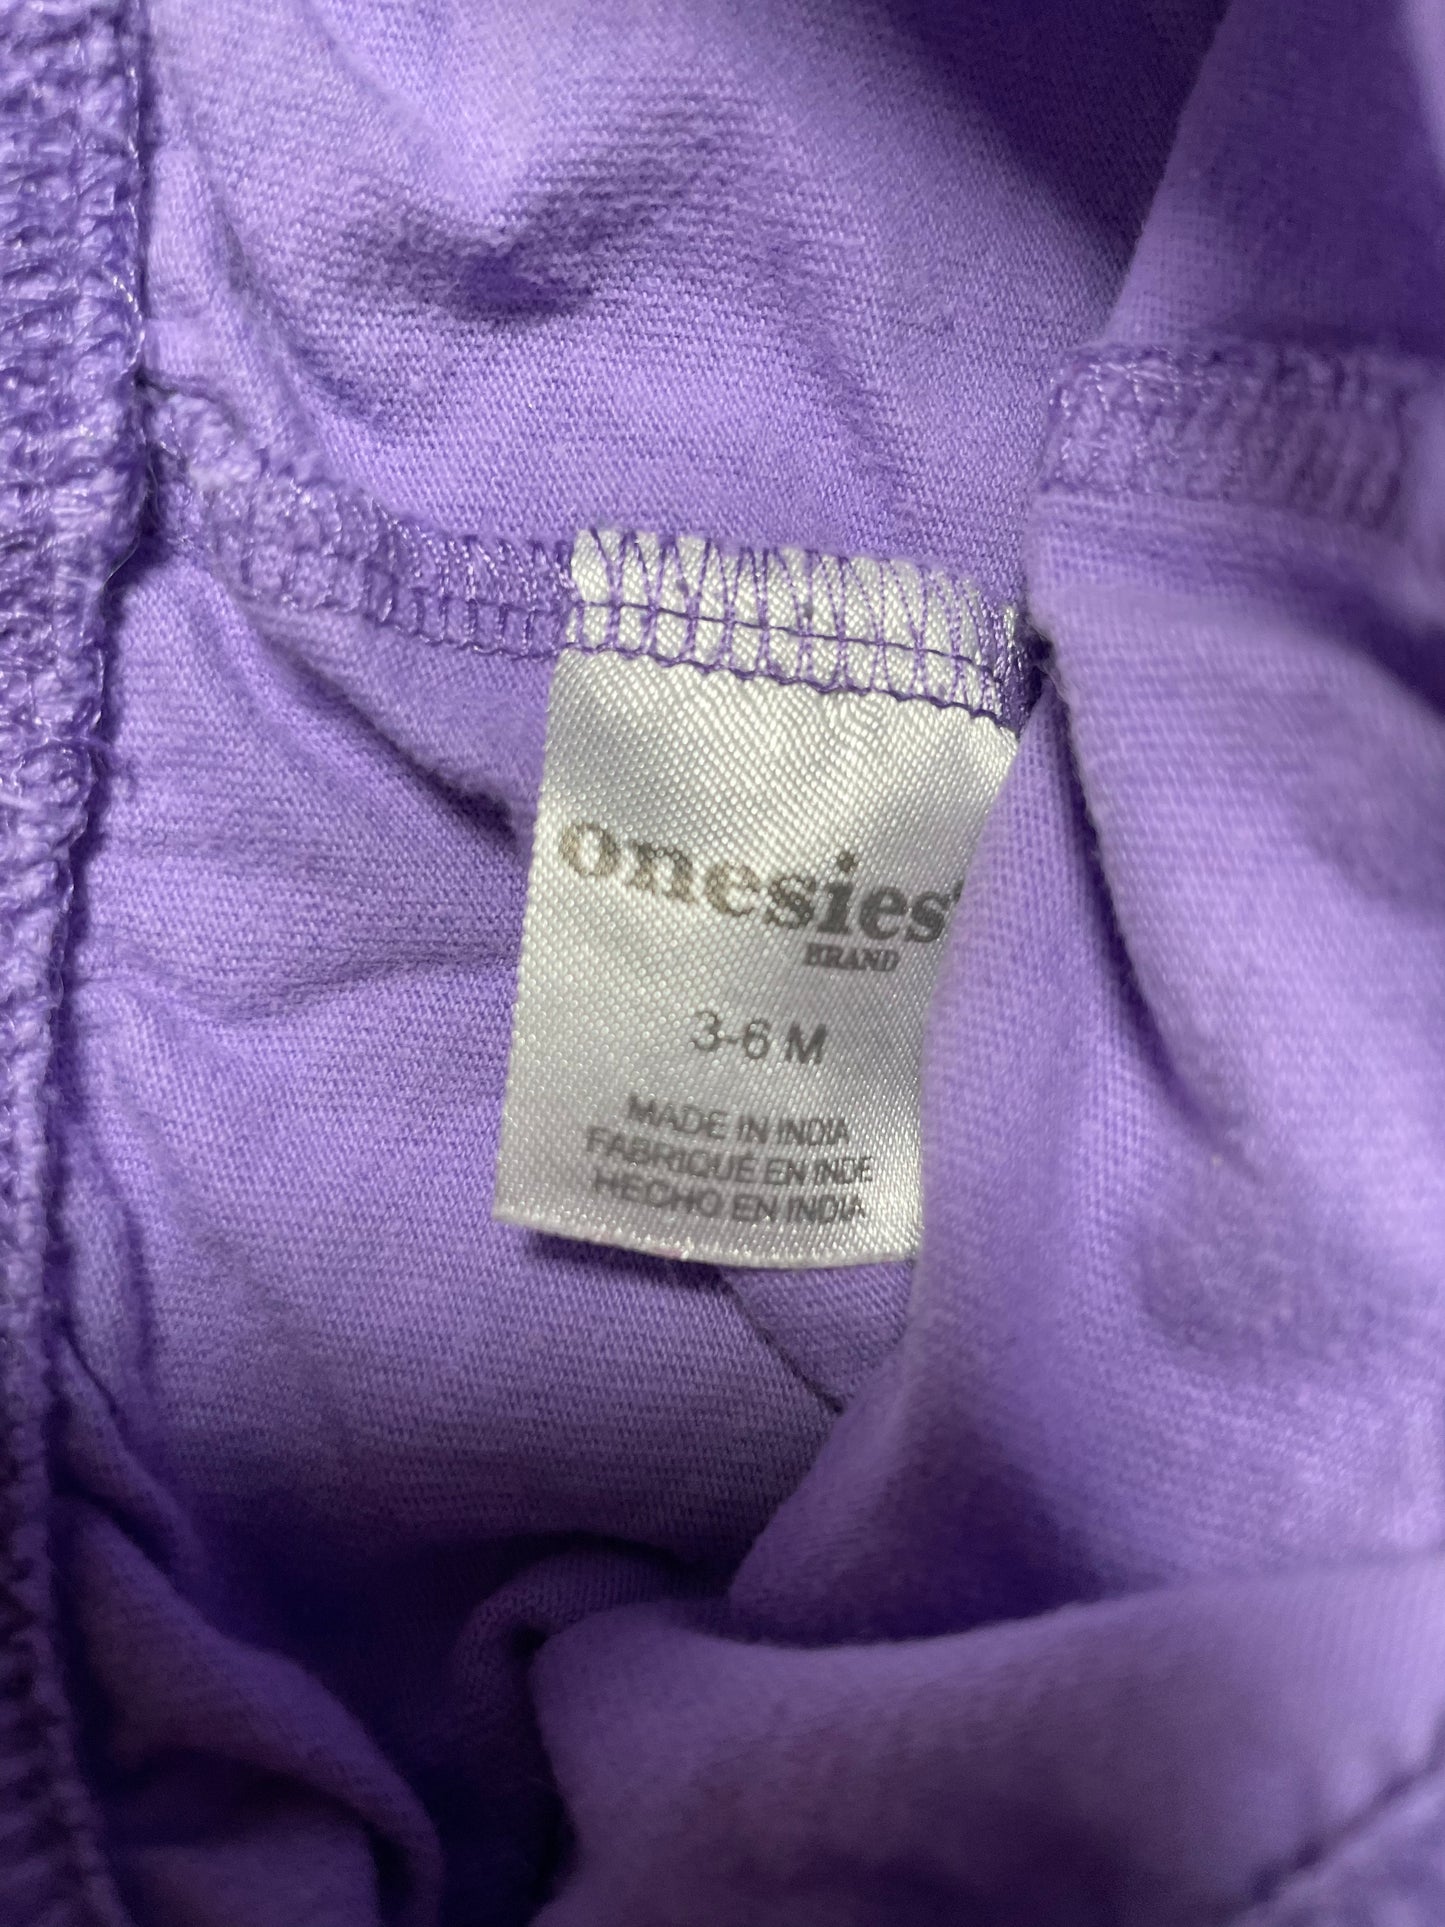 onesies
BRAND
3-6 M
MADE IN INDIA
FABRIQUÉ EN INDE
HECHO EN INDIA